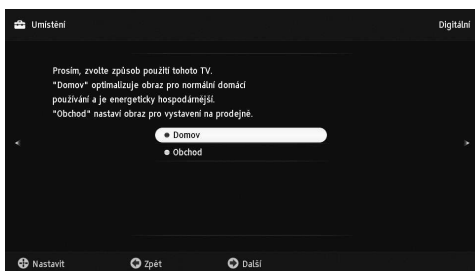 Umístění
Digitální
Prosím, zvolte způsob použití tohoto TV.
"Domov" optimalizuje obraz pro normální domácí
používání a je energeticky hospodárnější.
"Obchod" nastaví obraz pro vystavení na prodejně.
Domov
Obchod
Nastavit
Zpět
Další